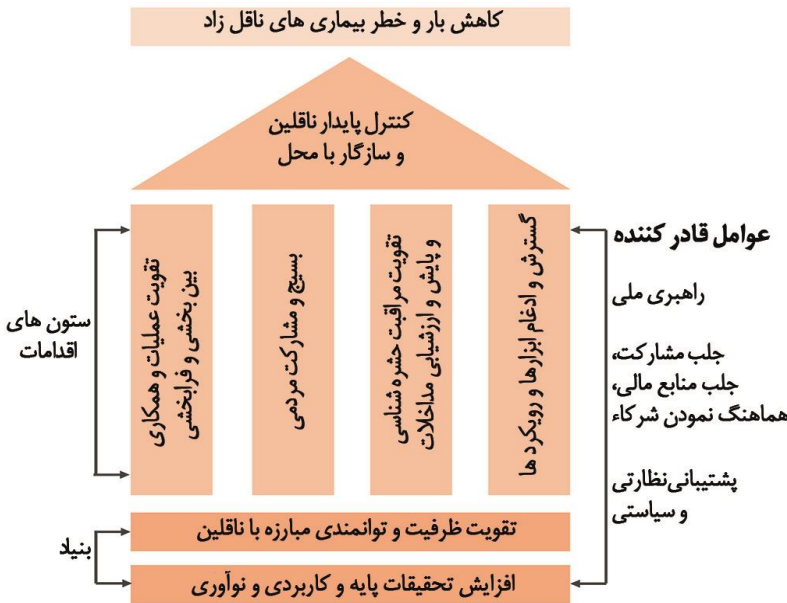 کاهش بار و خطر بیماری های ناقل زاد
کنترل پایدار ناقلین
و سازگار با محل
عوامل قادر کننده
راهبری ملی
جلب مشارکت،
جلب منابع مالی،
هماهنگ نمودن شرکاء
پشتیبانی‌نظارتی
و سیاستی
گسترش و ادغام ابزارها و رویکرد ها
تقویت مراقبت حشره شناسی
و پایش و ارزشیابی مداخلات
بسیج و مشارکت مردمی
تقویت عملیات و همکاری
بین بخشی و فرابخشی
ستون های
اقدامات
تقویت ظرفیت و توانمندی مبارزه با ناقلین
بنیاد
افزایش تحقیقات پایه و کاربردی و نوآوری